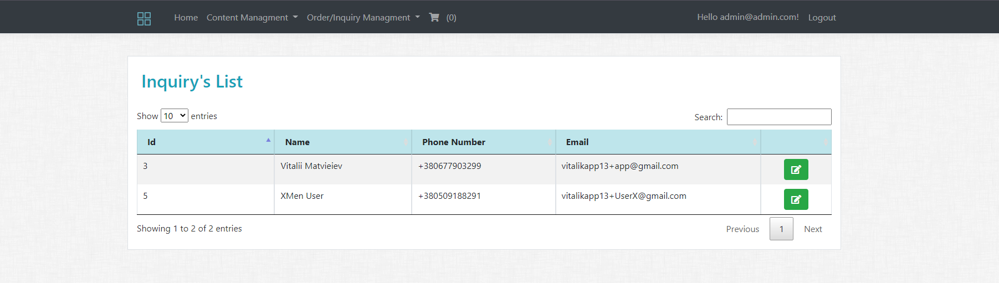 Home Content Managment Order/Inquiry Managment (0) Hello admin@admin.com! Logout
Inquiry's List
Show 10 entries Search:
Id Name Phone Number Email
3 Vitalii Matvieiev +380677903299 vitalikapp13+app@gmail.com
5 XMen User +380509188291 vitalikapp13+UserX@gmail.com
Showing 1 to 2 of 2 entries Previous 1 Next